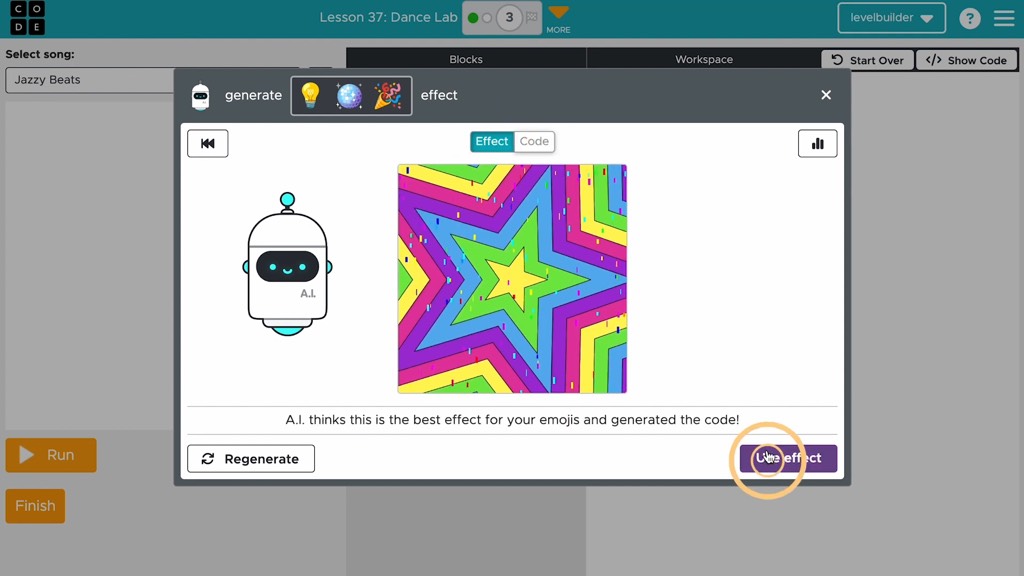 C O
D E
Lesson 37: Dance Lab
3
MORE
levelbuilder
?
Select song:
Jazzy Beats
Blocks
Workspace
Start Over
</> Show Code
generate
effect
Effect
Code
A.I.
A.I. thinks this is the best effect for your emojis and generated the code!
Regenerate
Use effect
Run
Finish